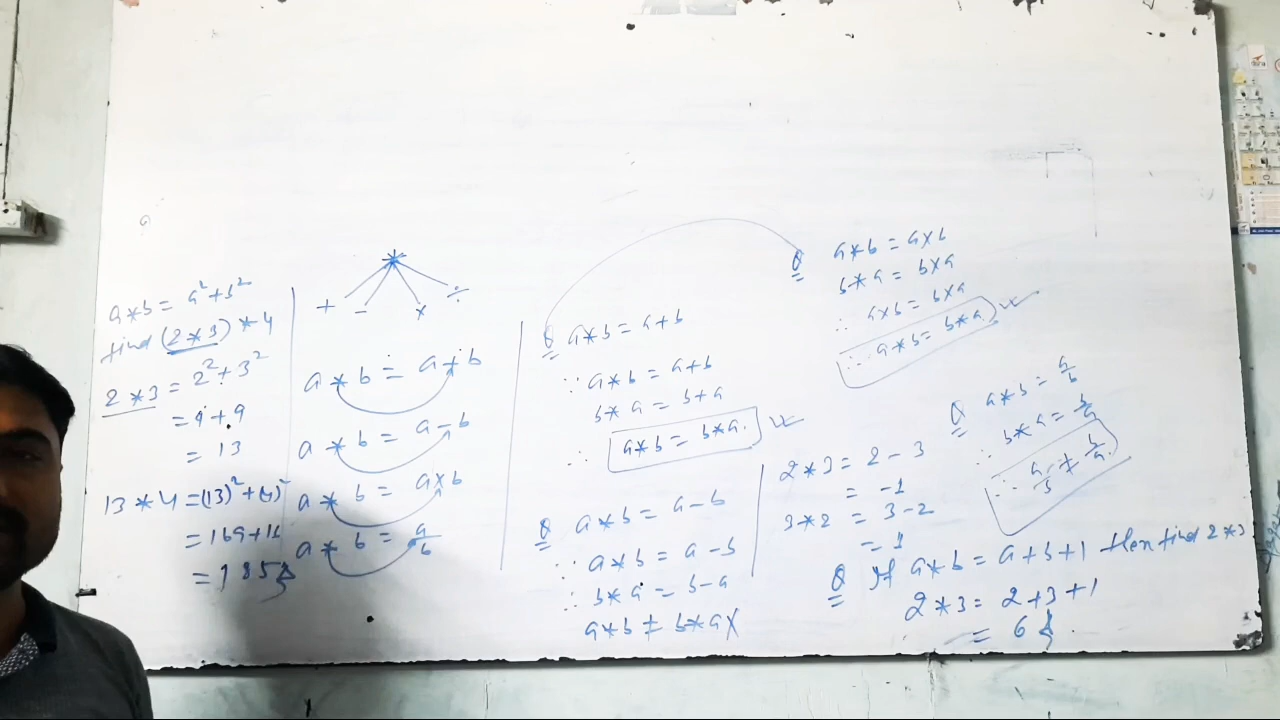 a*b = a²+b²
find (2*3)*4
2*3 = 2²+3²
= 4+9
= 13
13*4 = (13)²+(4)²
= 169+16
= 185
*
+ − × ÷
a*b = a+b
a*b = a−b
a*b = a×b
a*b = a/b
Q a*b = a+b
∵ a*b = a+b
b*a = b+a
∴ a*b = b*a.
Q a*b = a−b
∵ a*b = a−b
∴ b*a = b−a
a*b ≠ b*a X
Q a*b = a×b
b*a = b×a
∴ a×b = b×a
∴ a*b = b*a.
2*3 = 2−3
= −1
3*2 = 3−2
= 1
Q a*b = a/b
∴ b*a = b/a
∴ a/b ≠ b/a.
Q If a*b = a+b+1 then find 2*3
2*3 = 2+3+1
= 6